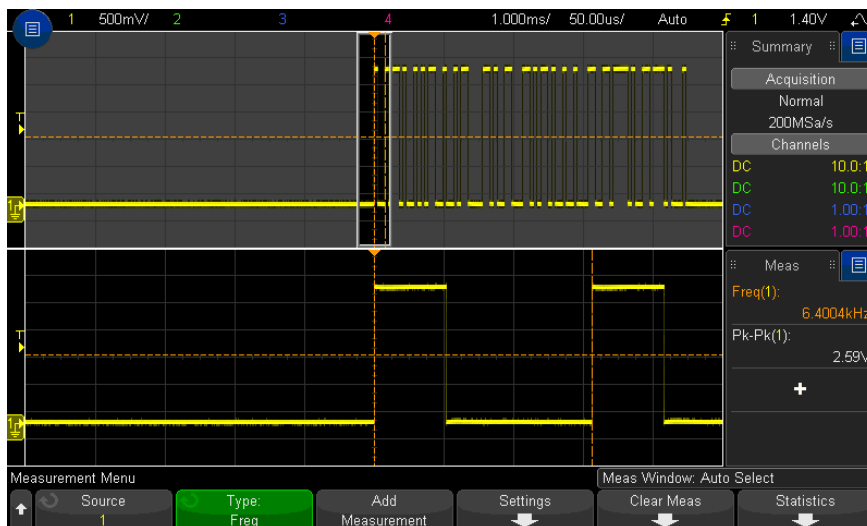 1 500mV/ 2 3 4 1.000ms/ 50.00us/ Auto 1 1.40V
Summary
Acquisition
Normal
200MSa/s
Channels
DC 10.0:1
DC 10.0:1
DC 1.00:1
DC 1.00:1
T
1
Meas
Freq(1):
6.4004kHz
Pk-Pk(1):
2.59V
+
T
1
Measurement Menu
Meas Window: Auto Select
Source
1
Type:
Freq
Add
Measurement
Settings
Clear Meas
Statistics